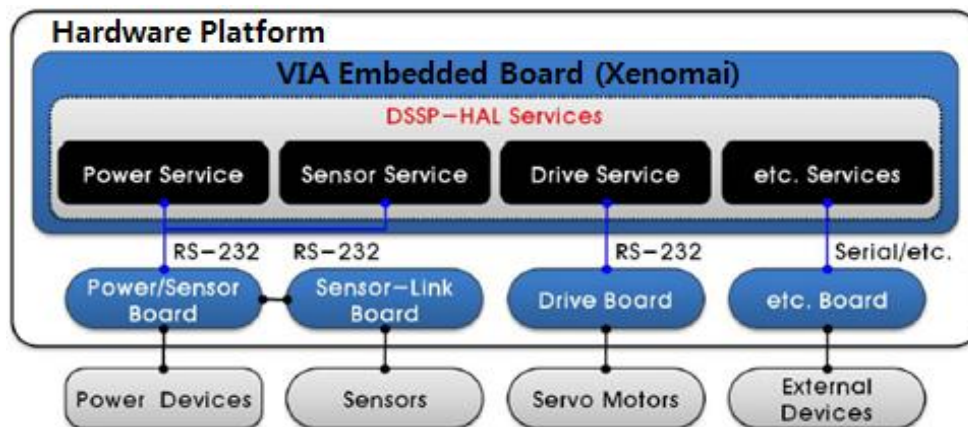 Hardware Platform
VIA Embedded Board (Xenomai)
DSSP-HAL Services
Power Service
Sensor Service
Drive Service
etc. Services
RS-232
RS-232
RS-232
Serial/etc.
Power/Sensor
Board
Sensor-Link
Board
Drive Board
etc. Board
Power Devices
Sensors
Servo Motors
External
Devices